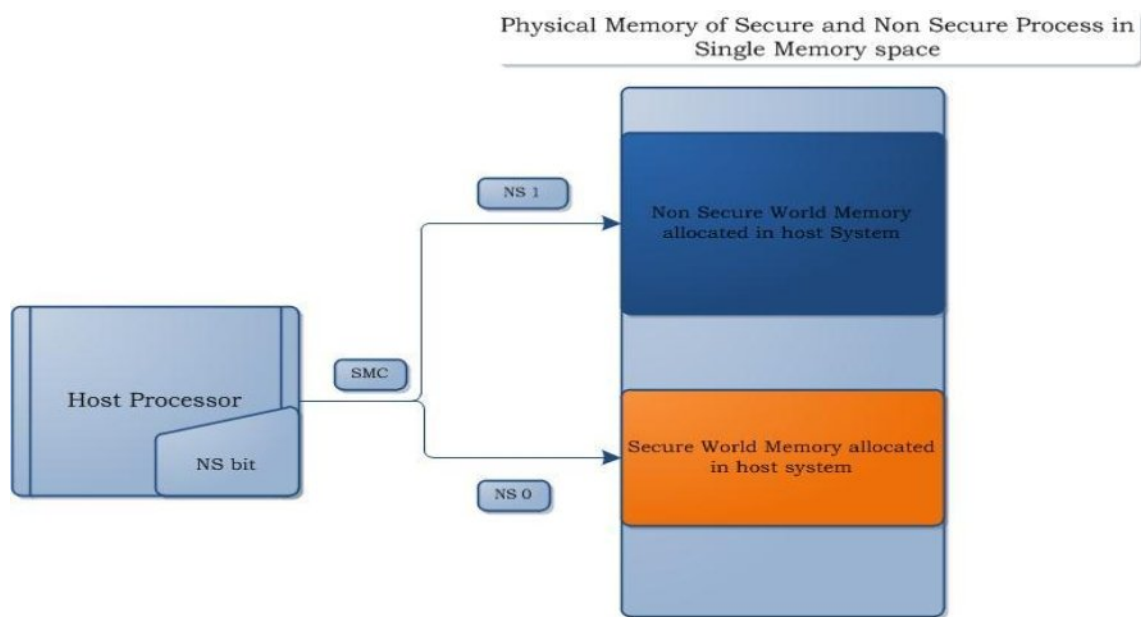 Physical Memory of Secure and Non Secure Process in
Single Memory space
NS 1
Non Secure World Memory
allocated in host System
SMC
Host Processor
NS bit
Secure World Memory allocated
in host system
NS 0